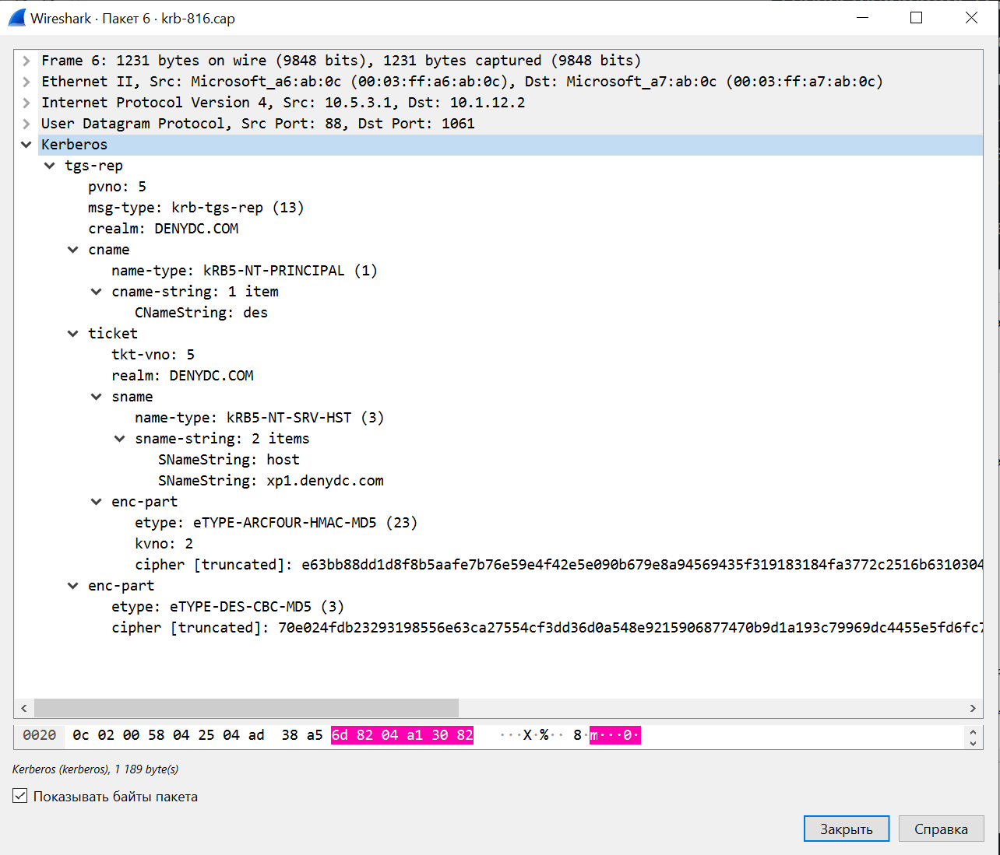 Wireshark · Пакет 6 · krb-816.cap
Frame 6: 1231 bytes on wire (9848 bits), 1231 bytes captured (9848 bits)
Ethernet II, Src: Microsoft_a6:ab:0c (00:03:ff:a6:ab:0c), Dst: Microsoft_a7:ab:0c (00:03:ff:a7:ab:0c)
Internet Protocol Version 4, Src: 10.5.3.1, Dst: 10.1.12.2
User Datagram Protocol, Src Port: 88, Dst Port: 1061
Kerberos
tgs-rep
pvno: 5
msg-type: krb-tgs-rep (13)
crealm: DENYDC.COM
cname
name-type: kRB5-NT-PRINCIPAL (1)
cname-string: 1 item
CNameString: des
ticket
tkt-vno: 5
realm: DENYDC.COM
sname
name-type: kRB5-NT-SRV-HST (3)
sname-string: 2 items
SNameString: host
SNameString: xp1.denydc.com
enc-part
etype: eTYPE-ARCFOUR-HMAC-MD5 (23)
kvno: 2
cipher [truncated]: e63bb88dd1d8f8b5aafe7b76e59e4f42e5e090b679e8a94569435f319183184fa3772c2516b6310304
enc-part
etype: eTYPE-DES-CBC-MD5 (3)
cipher [truncated]: 70e024fdb23293198556e63ca27554cf3dd36d0a548e9215906877470b9d1a193c79969dc4455e5fd6fc7
0020 0c 02 00 58 04 25 04 ad 38 a5 6d 82 04 a1 30 82 ···X·%·· 8·m···0·
Kerberos (kerberos), 1 189 byte(s)
Показывать байты пакета
Закрыть Справка